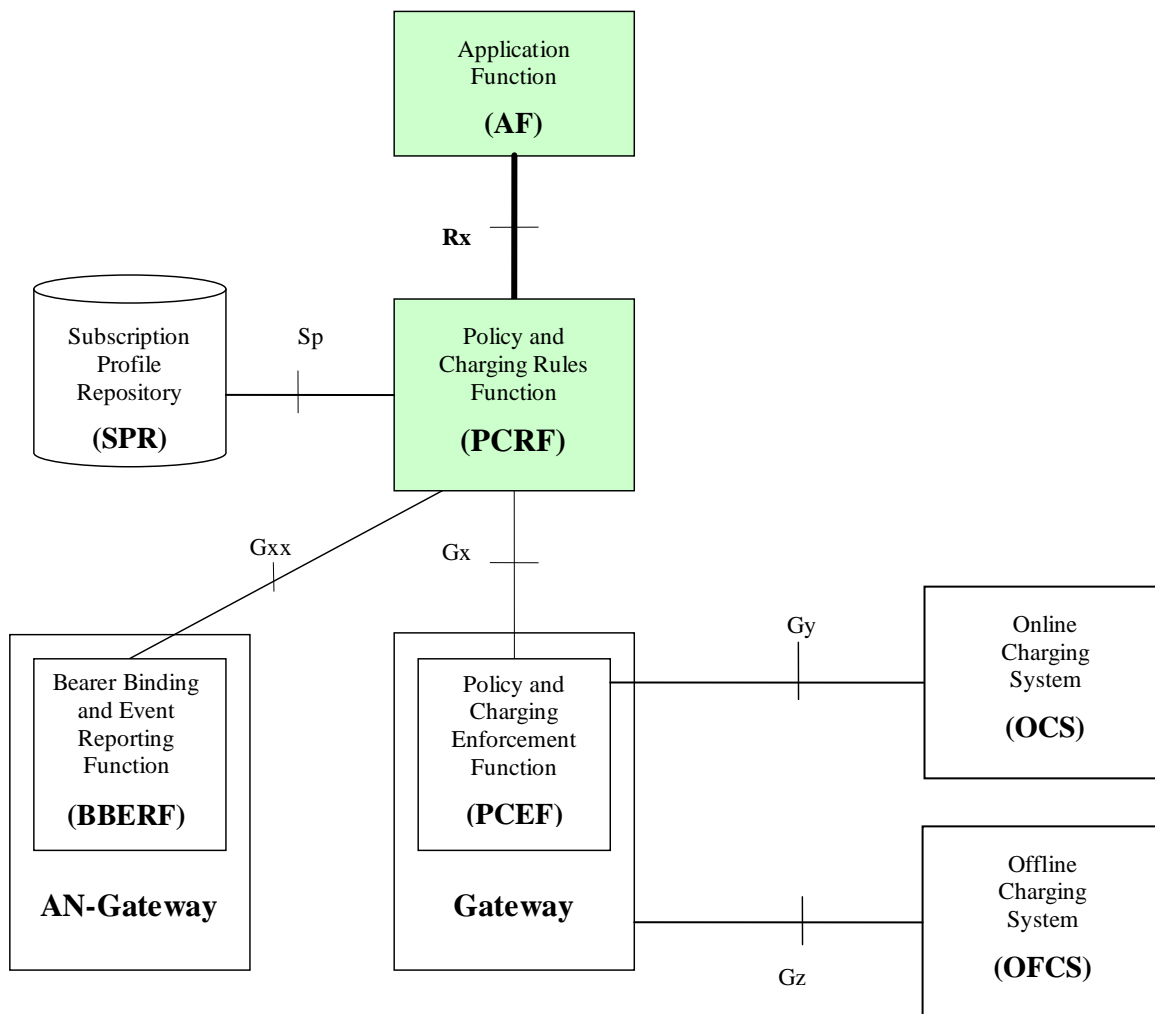 Application
Function
(AF)
Rx
Subscription
Profile
Repository
(SPR)
Sp
Policy and
Charging Rules
Function
(PCRF)
Gxx
Gx
Bearer Binding
and Event
Reporting
Function
(BBERF)
AN-Gateway
Policy and
Charging
Enforcement
Function
(PCEF)
Gateway
Gy
Online
Charging
System
(OCS)
Gz
Offline
Charging
System
(OFCS)